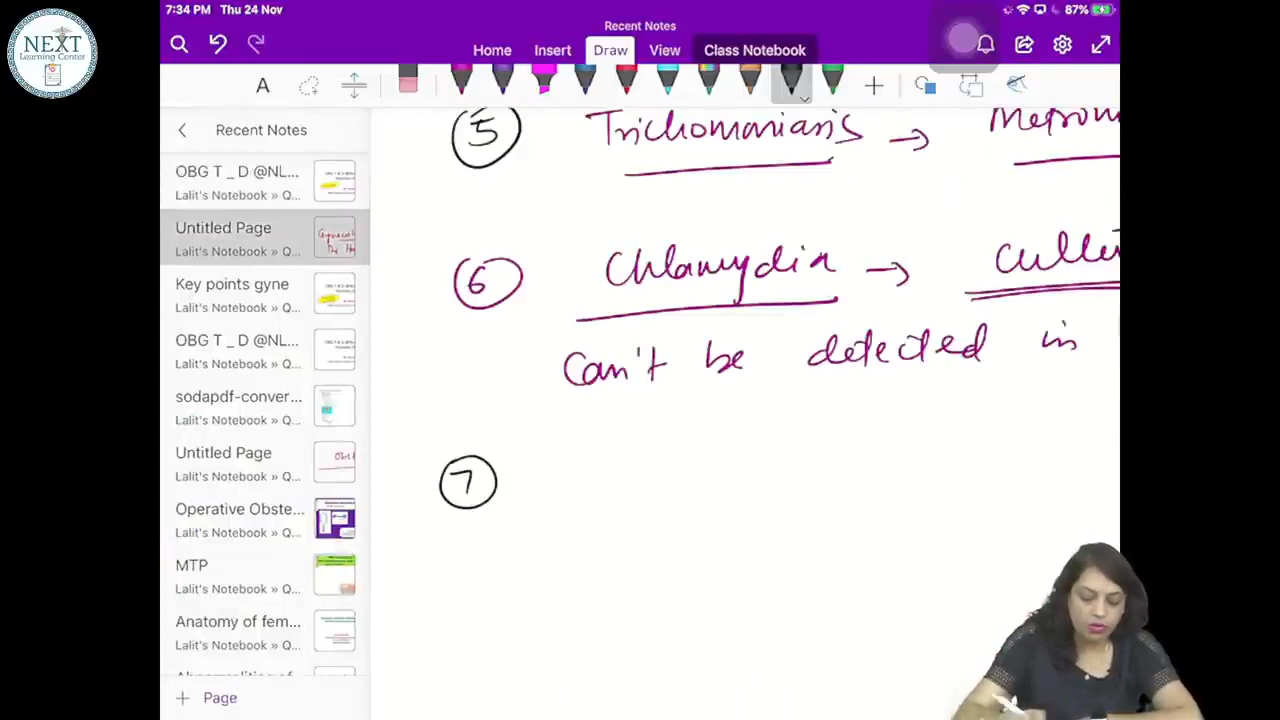 7:34 PM Thu 24 Nov
87%
NEXT
Learning Center
Recent Notes
Home Insert Draw View Class Notebook
A
Recent Notes
OBG T _ D @NL...
Lalit's Notebook » Q...
Untitled Page
Lalit's Notebook » Q...
Key points gyne
Lalit's Notebook » Q...
OBG T _ D @NL...
Lalit's Notebook » Q...
sodapdf-conver...
Lalit's Notebook » Q...
Untitled Page
Lalit's Notebook » Q...
Operative Obste...
Lalit's Notebook » Q...
MTP
Lalit's Notebook » Q...
Anatomy of fem...
Lalit's Notebook » Q...
+ Page
5 Trichomoniasis → Metron
6 Chlamydia → Cultu
Can't be detected in
7